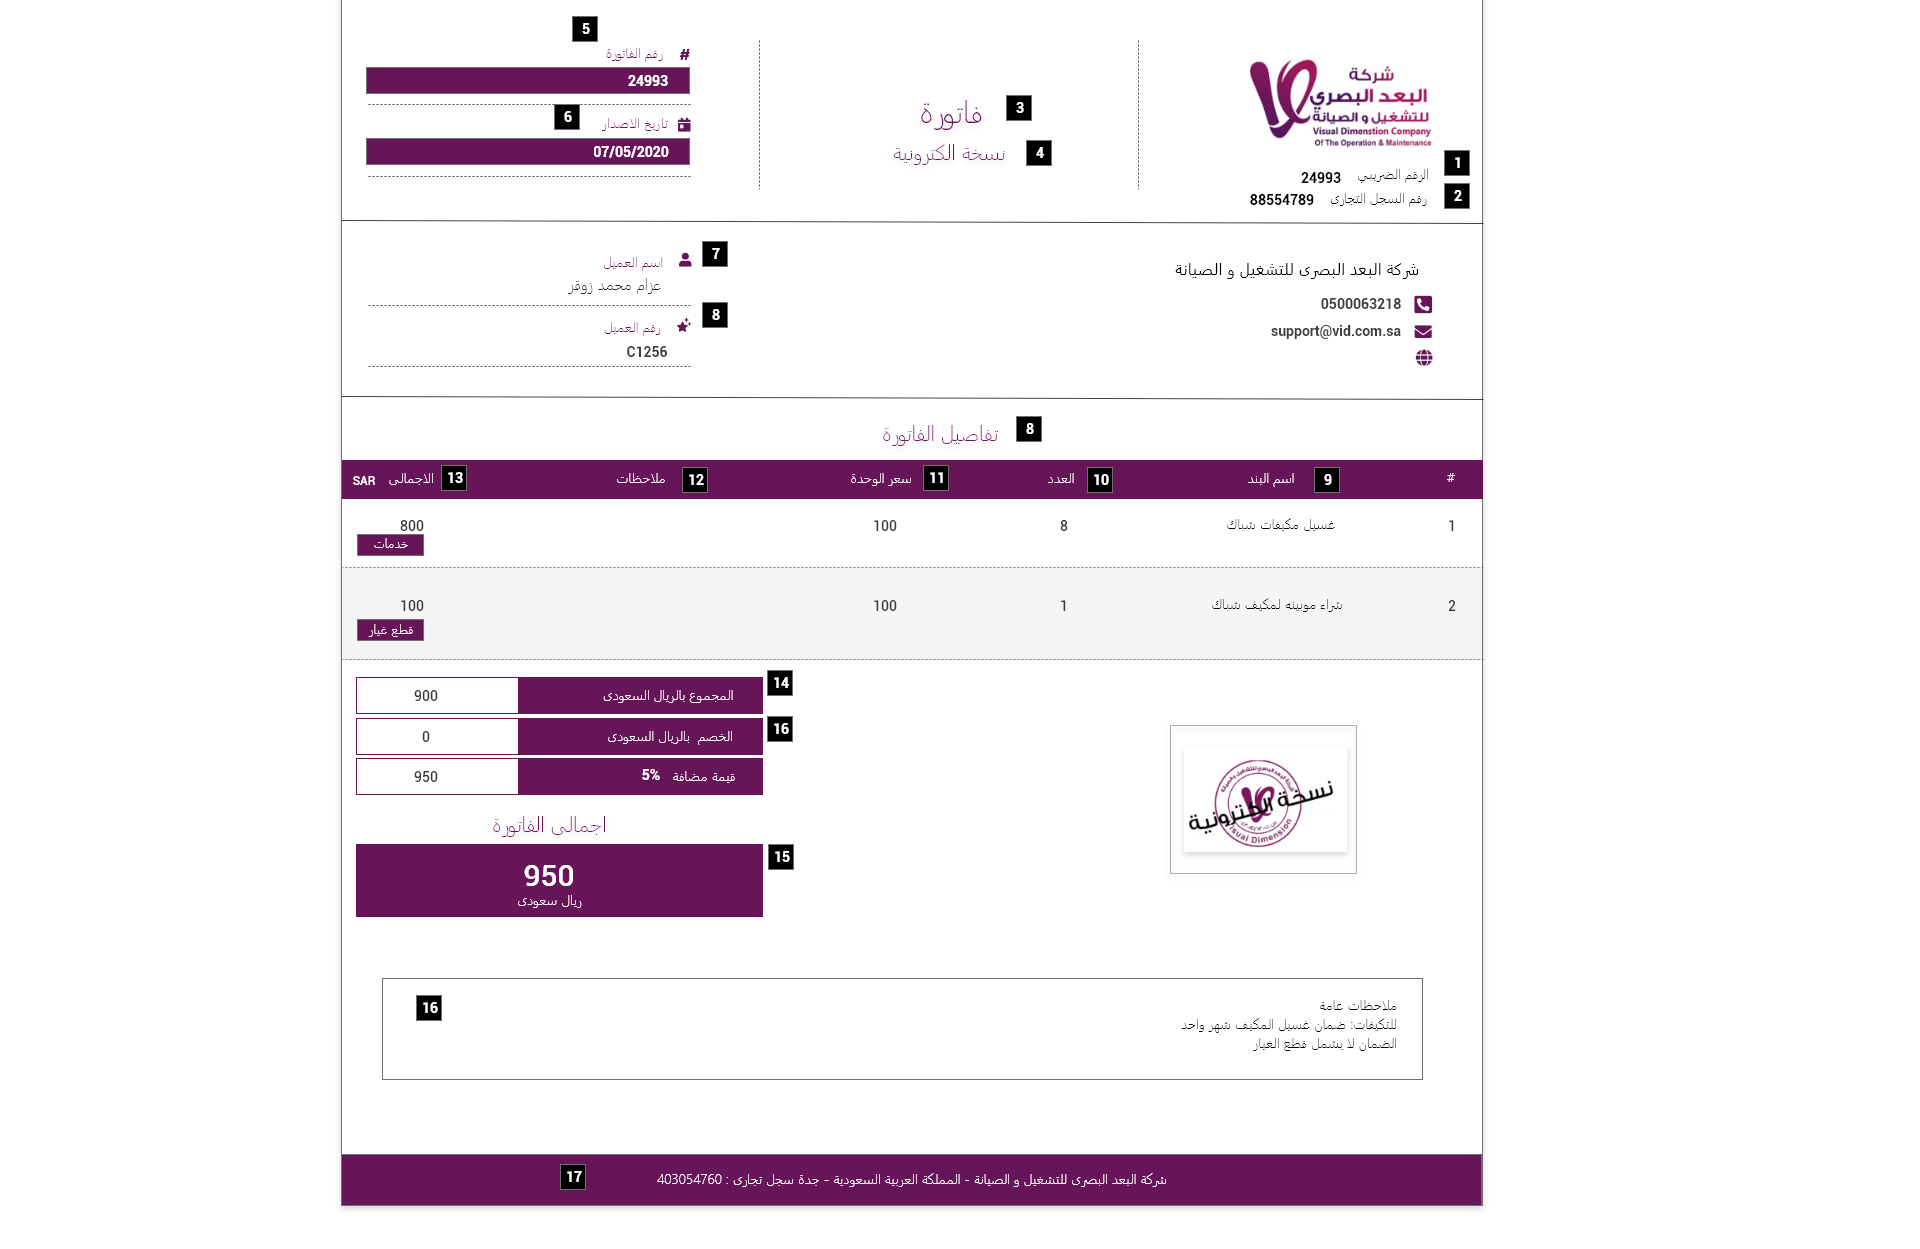 شركة
البعد البصري
للتشغيل و الصيانة
Visual Dimenstion Company
Of The Operation & Maintenance
1
الرقم الضريبي 24993
2
رقم السجل التجارى 88554789
فاتورة 3
نسخة الكترونية 4
5
# رقم الفاتورة
24993
6
تاريخ الاصدار
07/05/2020
شركة البعد البصرى للتشغيل و الصيانة
0500063218
support@vid.com.sa
7
اسم العميل
عزام محمد زوقر
8
رقم العميل
C1256
تفاصيل الفاتورة 8
# اسم البند 9 العدد 10 سعر الوحدة 11 ملاحظات 12 الاجمالى 13 SAR
1 غسيل مكيفات شباك 8 100 800
خدمات
2 شراء موبينه لمكيف شباك 1 100 100
قطع غيار
14
المجموع بالريال السعودى 900
16
الخصم بالريال السعودى 0
قيمة مضافة 5% 950
اجمالى الفاتورة
15
950
ريال سعودى
نسخة الكترونية
Visual Dimension
16
ملاحظات عامة
للتكيفات: ضمان غسيل المكيف شهر واحد
الضمان لا يشمل قطع الغيار
17
شركة البعد البصرى للتشغيل و الصيانة - المملكة العربية السعودية - جدة سجل تجارى : 403054760